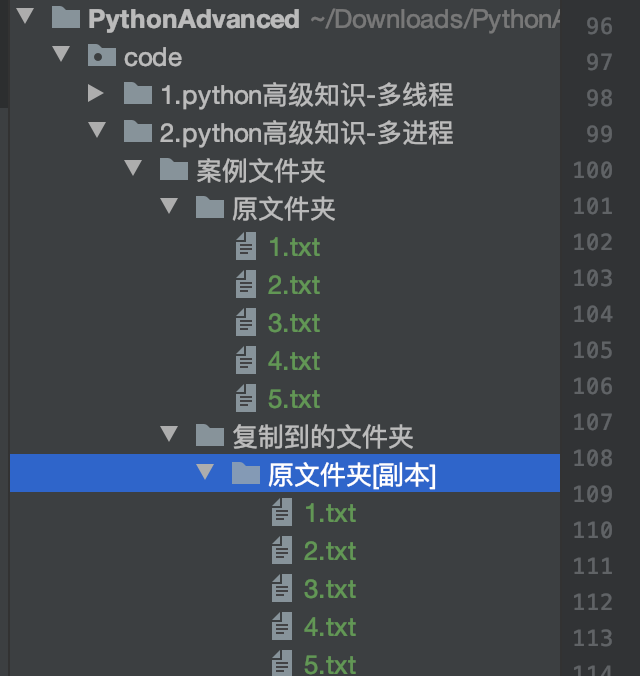 PythonAdvanced ~/Downloads/Python
code
1.python高级知识-多线程
2.python高级知识-多进程
案例文件夹
原文件夹
1.txt
2.txt
3.txt
4.txt
5.txt
复制到的文件夹
原文件夹[副本]
1.txt
2.txt
3.txt
4.txt
5.txt
96
97
98
99
100
101
102
103
104
105
106
107
108
109
110
111
112
113
114